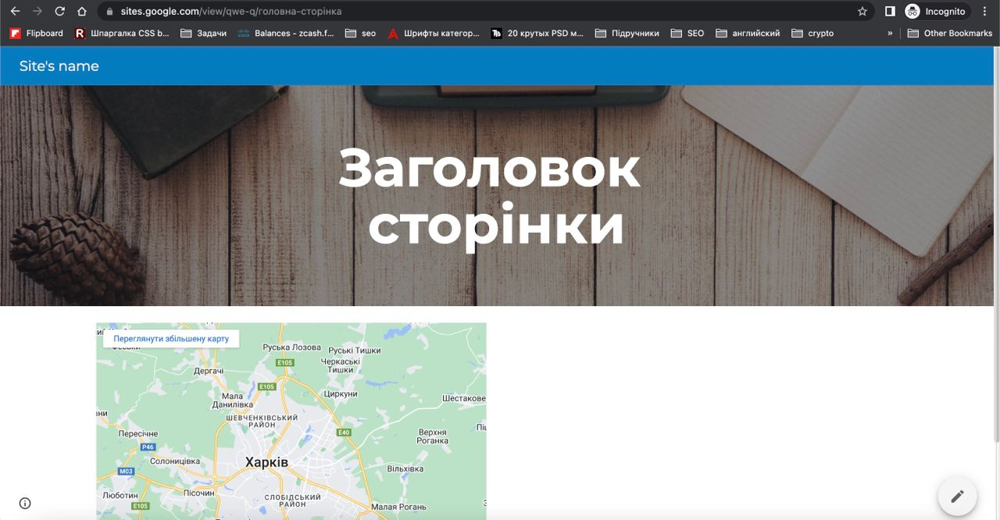 sites.google.com/view/qwe-q/головна-сторінка
Incognito
Flipboard
Шпаргалка CSS b...
Задачи
Balances - zcash.f...
seo
Шрифты категор...
20 крутых PSD м...
Підручники
SEO
английский
crypto
»
Other Bookmarks
Site's name
Заголовок
сторінки
Переглянути збільшену карту
Руська Лозова
Руські Тишки
Черкаські
Тишки
E105
Дергачі
E105
Мала
Данилівка
Циркуни
Шестакове
ШЕВЧЕНКІВСЬКИЙ
РАЙОН
E40
Верхня
Роганка
Пересічне
P46
Солоницівка
Харків
M03
Вільхівка
Люботин
Пісочин
СЛОБІДСЬКИЙ
РАЙОН
E105
Мала Рогань